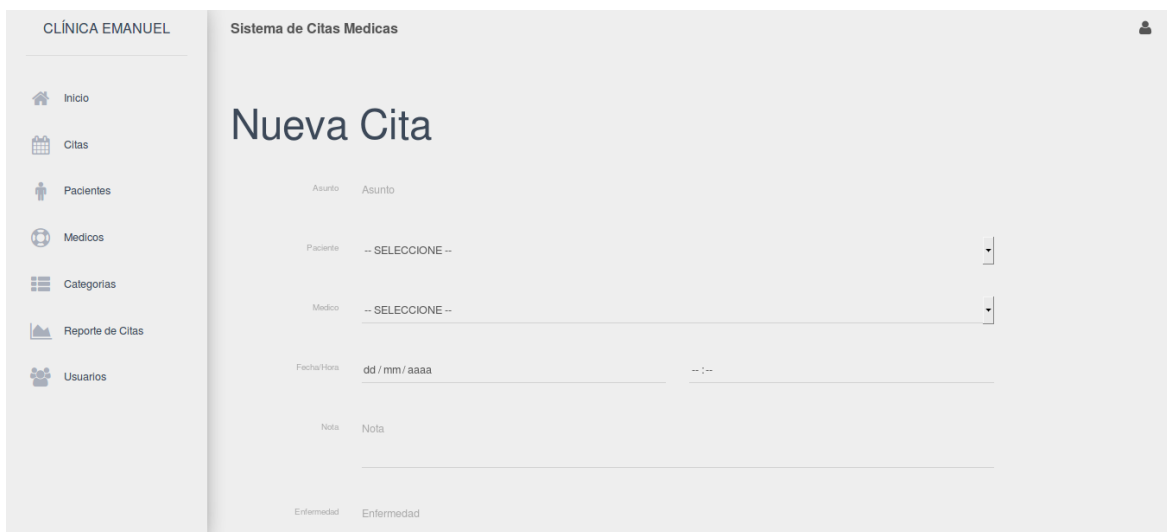 CLÍNICA EMANUEL
Sistema de Citas Medicas
Inicio
Citas
Pacientes
Medicos
Categorias
Reporte de Citas
Usuarios
Nueva Cita
Asunto Asunto
Paciente -- SELECCIONE --
Medico -- SELECCIONE --
Fecha/Hora dd / mm / aaaa -- : --
Nota Nota
Enfermedad Enfermedad